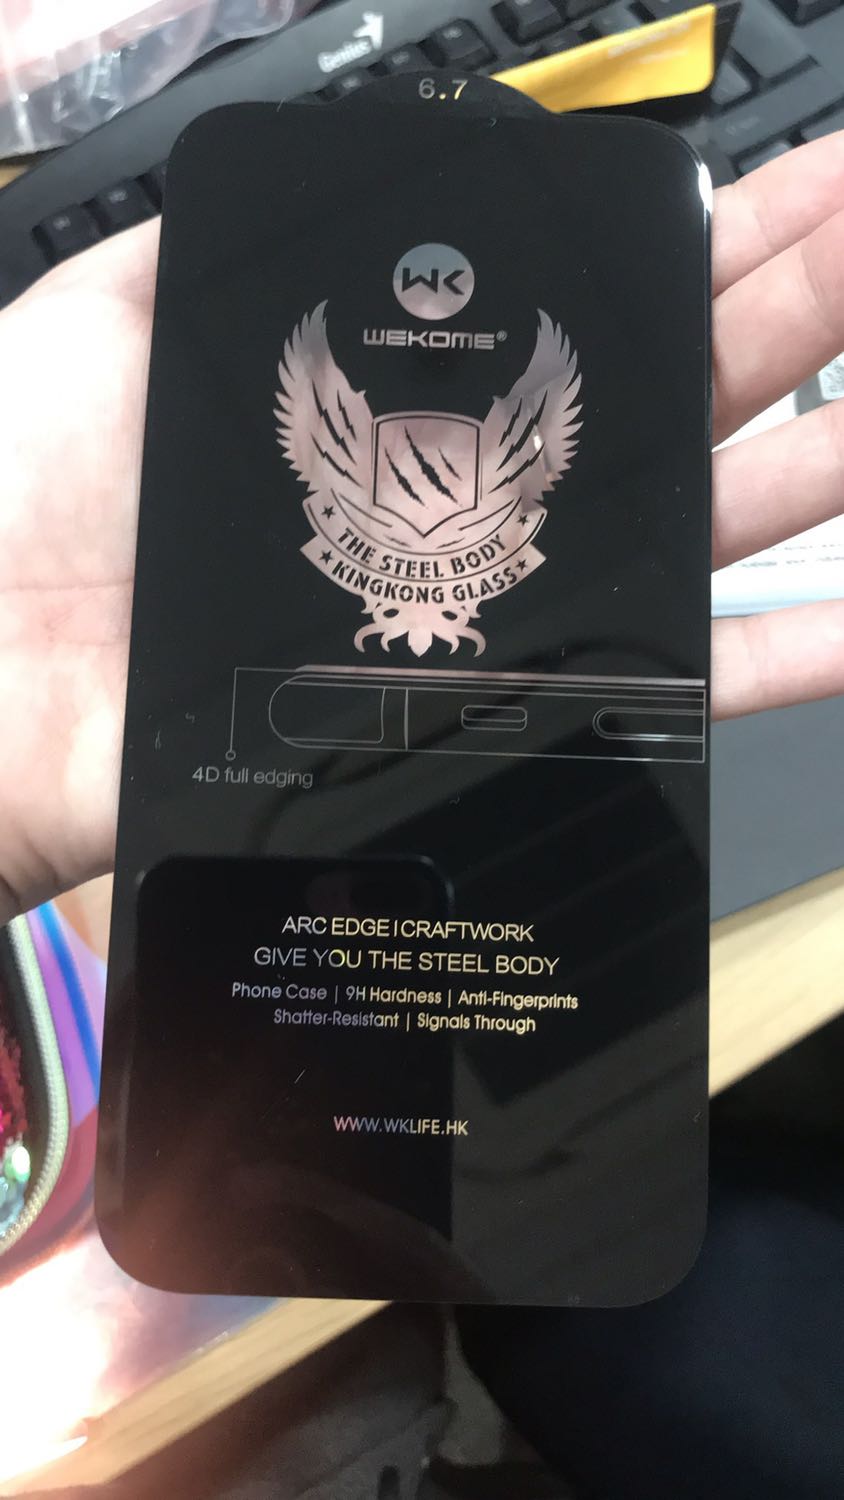 Genius
6.7
WK
WEKOME®
THE STEEL BODY
KINGKONG GLASS
4D full edging
ARC EDGE | CRAFTWORK
GIVE YOU THE STEEL BODY
Phone Case | 9H Hardness | Anti-Fingerprints
Shatter-Resistant | Signals Through
WWW.WKLIFE.HK